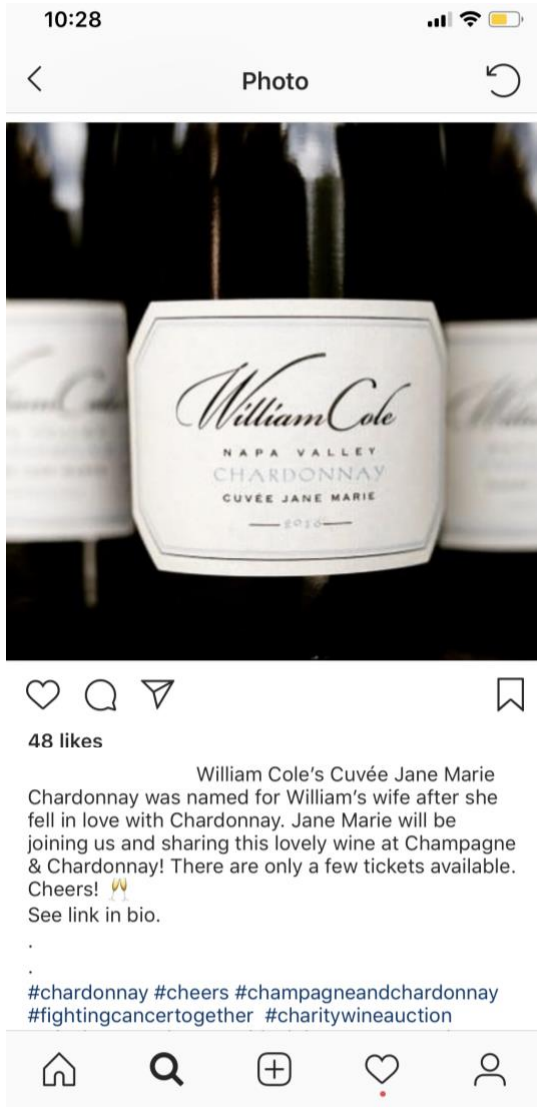 10:28
Photo
William Cole
NAPA VALLEY
CHARDONNAY
CUVÉE JANE MARIE
2016
48 likes
William Cole's Cuvée Jane Marie
Chardonnay was named for William's wife after she
fell in love with Chardonnay. Jane Marie will be
joining us and sharing this lovely wine at Champagne
& Chardonnay! There are only a few tickets available.
Cheers! 🥂
See link in bio.
.
.
#chardonnay #cheers #champagneandchardonnay
#fightingcancertogether #charitywineauction